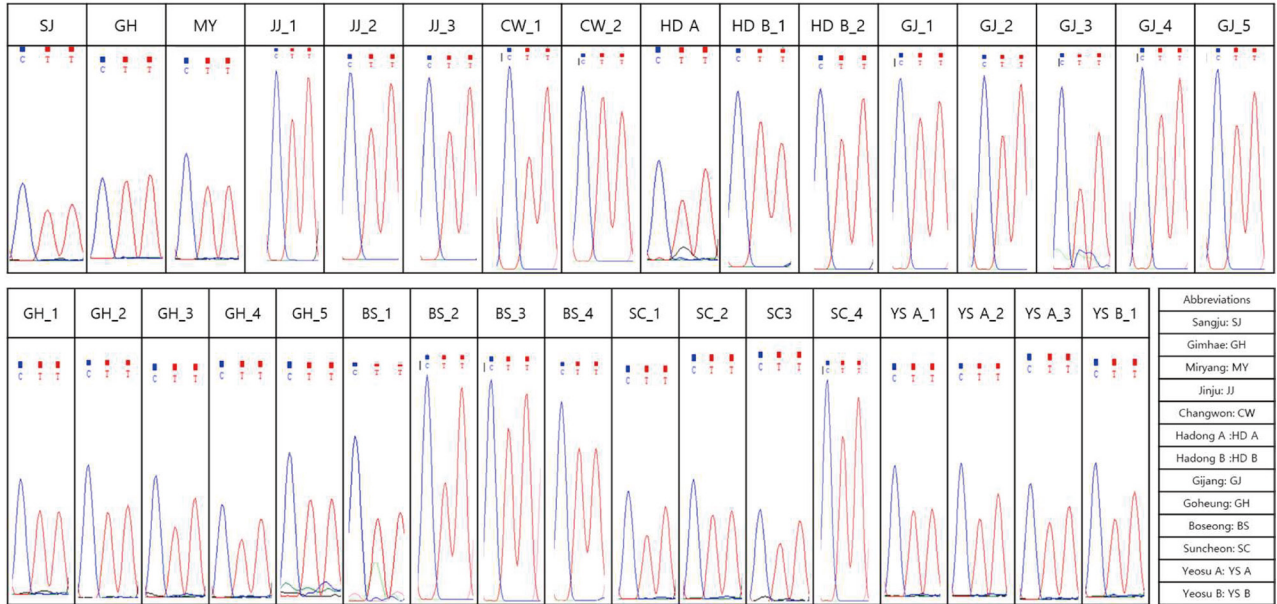 SJ GH MY JJ_1 JJ_2 JJ_3 CW_1 CW_2 HD A HD B_1 HD B_2 GJ_1 GJ_2 GJ_3 GJ_4 GJ_5
C T T C T T C T T C T T C T T C T T C T T C T T C T T C T T C T T C T T C T T C T T C T T C T T
GH_1 GH_2 GH_3 GH_4 GH_5 BS_1 BS_2 BS_3 BS_4 SC_1 SC_2 SC3 SC_4 YS A_1 YS A_2 YS A_3 YS B_1
C T T C T T C T T C T T C T T C T T C T T C T T C T T C T T C T T C T T C T T C T T C T T C T T C T T
Abbreviations
Sangju: SJ
Gimhae: GH
Miryang: MY
Jinju: JJ
Changwon: CW
Hadong A :HD A
Hadong B :HD B
Gijang: GJ
Goheung: GH
Boseong: BS
Suncheon: SC
Yeosu A: YS A
Yeosu B: YS B